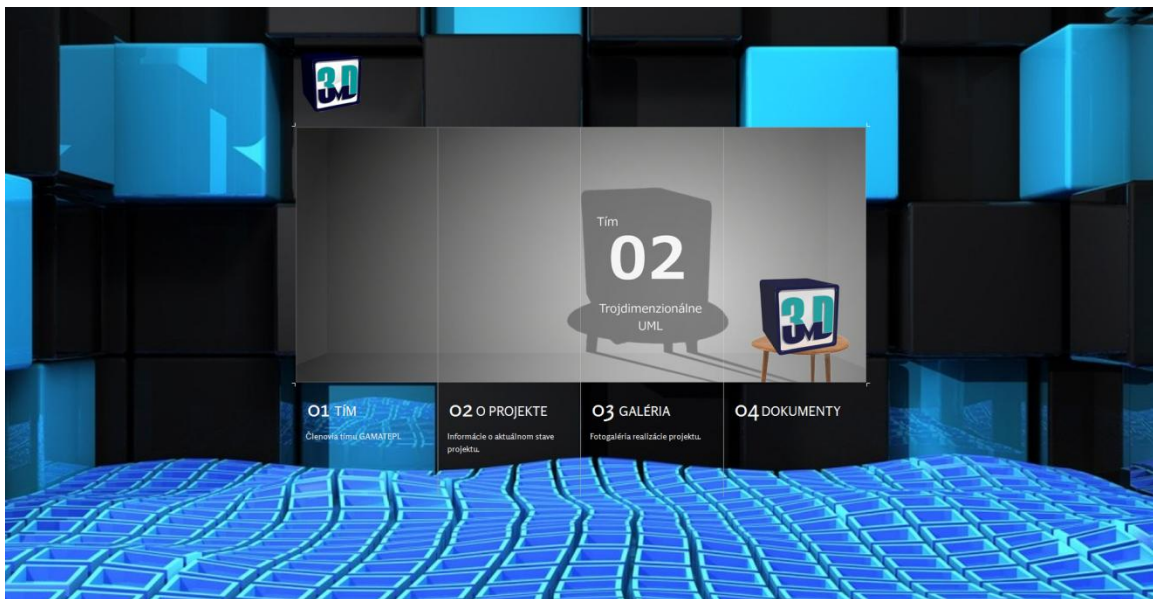 3D
UML
Tím
02
Trojdimenzionálne
UML
3D
UML
01 TÍM
Členovia tímu GAMATEPL
02 O PROJEKTE
Informácie o aktuálnom stave
projektu.
03 GALÉRIA
Fotogaléria realizácie projektu.
04 DOKUMENTY